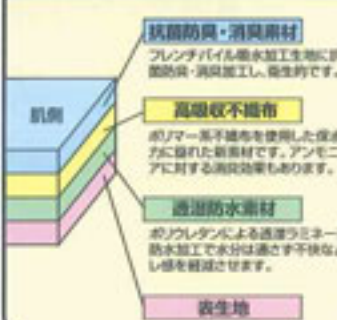 抗菌防臭・消臭素材
フレンチパイル吸水加工生地に抗
菌防臭・消臭加工し、衛生的です。
肌側
高吸収不織布
ポリマー系不織布を使用した保水
力に優れた新素材です。アンモニ
アに対する消臭効果もあります。
透湿防水素材
ポリウレタンによる透湿ラミネー
防水加工で水分は通さず不快な
レ感を軽減させます。
表生地